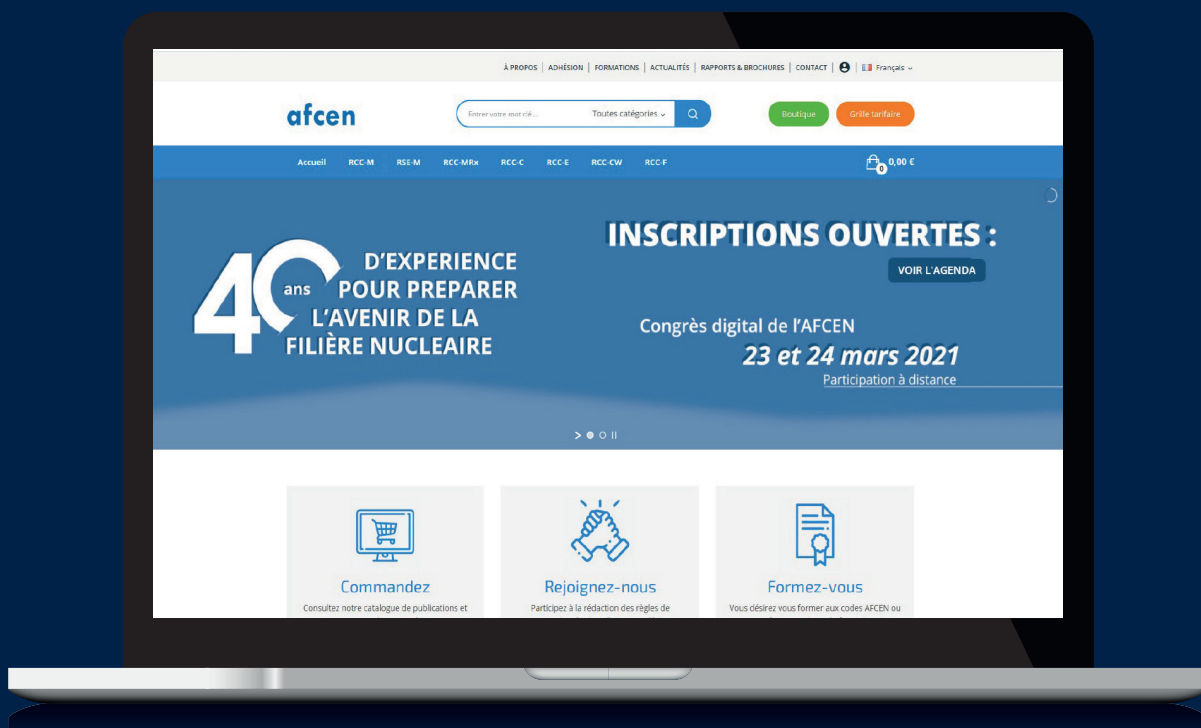 À PROPOS | ADHÉSION | FORMATIONS | ACTUALITÉS | RAPPORTS & BROCHURES | CONTACT | Français
afcen
Entrer votre mot clé ...
Toutes catégories
Boutique
Grille tarifaire
Accueil RCC-M RSE-M RCC-MRx RCC-C RCC-E RCC-CW RCC-F
0
0,00 €
40
ans
D'EXPERIENCE
POUR PREPARER
L'AVENIR DE LA
FILIÈRE NUCLEAIRE
INSCRIPTIONS OUVERTES :
VOIR L'AGENDA
Congrès digital de l'AFCEN
23 et 24 mars 2021
Participation à distance
Commandez
Consultez notre catalogue de publications et
Rejoignez-nous
Participez à la rédaction des règles de
Formez-vous
Vous désirez vous former aux codes AFCEN ou